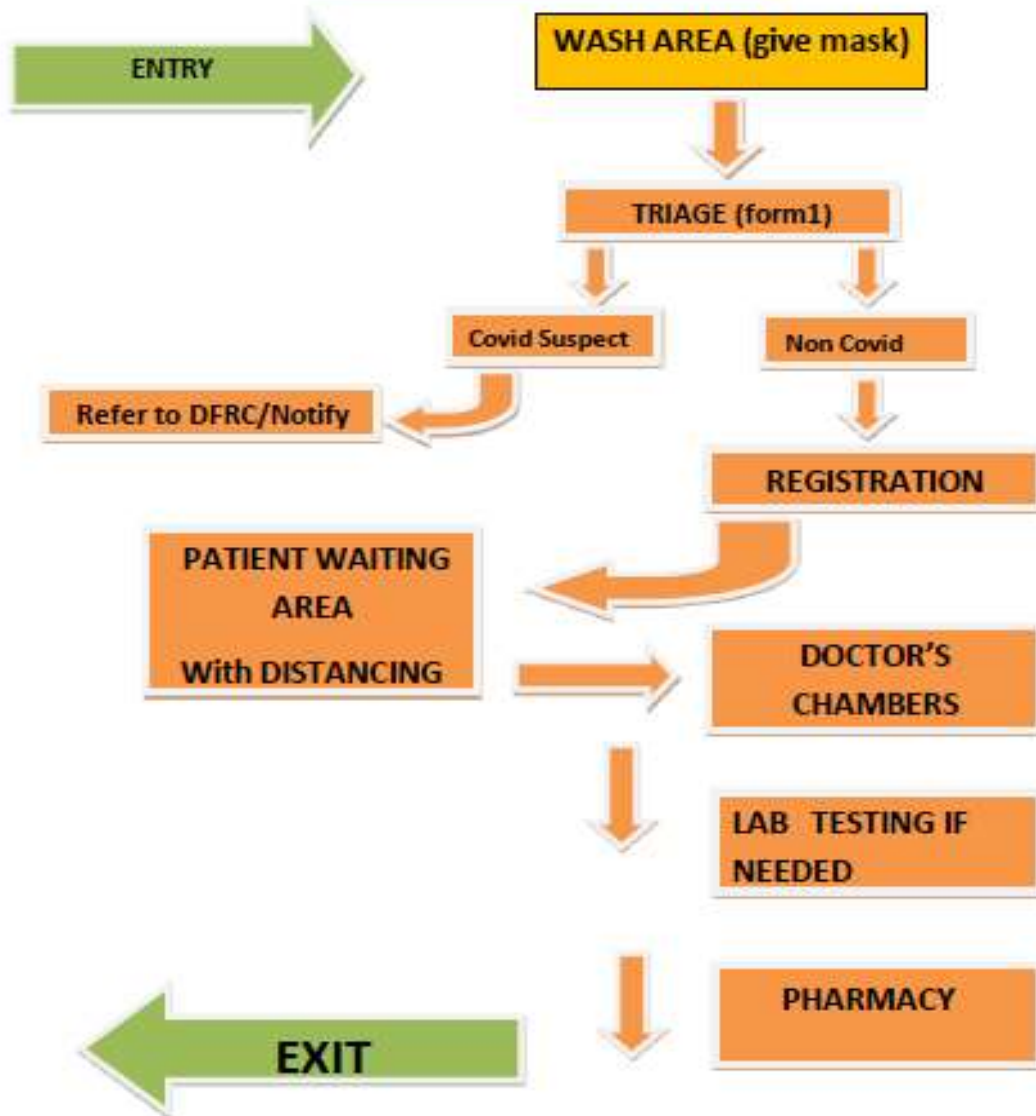 ENTRY
WASH AREA (give mask)
TRIAGE (form1)
Covid Suspect
Non Covid
Refer to DFRC/Notify
REGISTRATION
PATIENT WAITING
AREA
With DISTANCING
DOCTOR'S
CHAMBERS
LAB TESTING IF
NEEDED
PHARMACY
EXIT